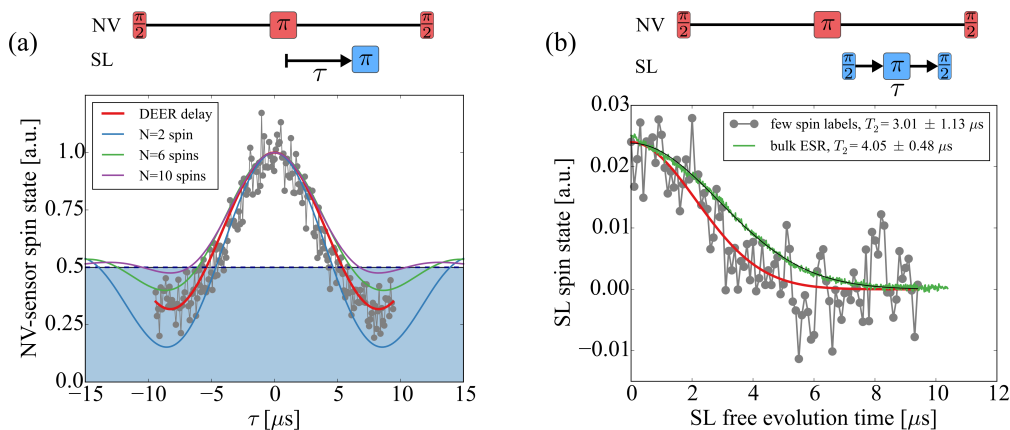 (a)
NV π/2 π π/2
SL τ π
DEER delay
N=2 spin
N=6 spins
N=10 spins
NV-sensor spin state [a.u.]
1.0
0.75
0.5
0.25
0.0
−15 −10 −5 0 5 10 15
τ [μs]
(b)
NV π/2 π π/2
SL π/2 π π/2
τ
few spin labels, T₂ = 3.01 ± 1.13 μs
bulk ESR, T₂ = 4.05 ± 0.48 μs
SL spin state [a.u.]
0.03
0.02
0.01
0.00
−0.01
0 2 4 6 8 10 12
SL free evolution time [μs]